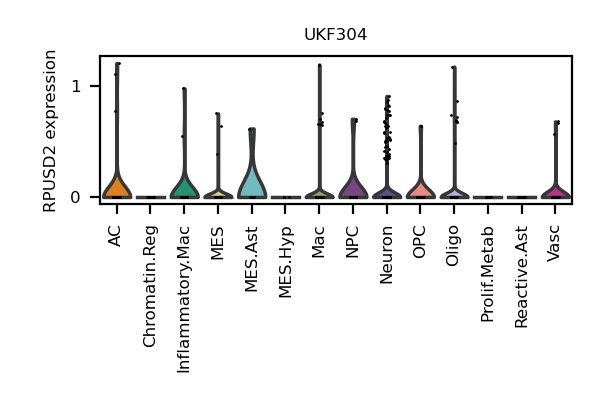 UKF304
RPUSD2 expression
1
0
AC
Chromatin.Reg
Inflammatory.Mac
MES
MES.Ast
MES.Hyp
Mac
NPC
Neuron
OPC
Oligo
Prolif.Metab
Reactive.Ast
Vasc